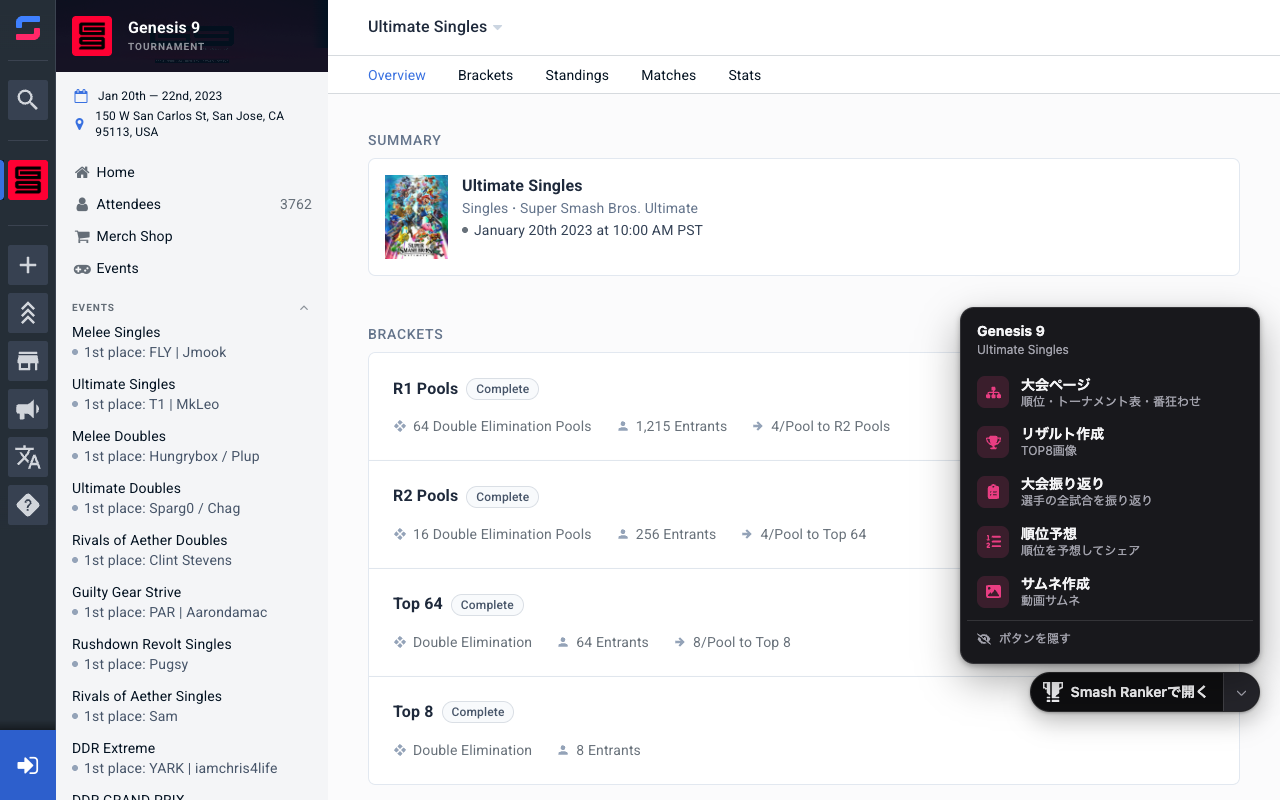 Genesis 9
TOURNAMENT
Jan 20th — 22nd, 2023
150 W San Carlos St, San Jose, CA
95113, USA
Home
Attendees 3762
Merch Shop
Events
EVENTS
Melee Singles
1st place: FLY | Jmook
Ultimate Singles
1st place: T1 | MkLeo
Melee Doubles
1st place: Hungrybox / Plup
Ultimate Doubles
1st place: Sparg0 / Chag
Rivals of Aether Doubles
1st place: Clint Stevens
Guilty Gear Strive
1st place: PAR | Aarondamac
Rushdown Revolt Singles
1st place: Pugsy
Rivals of Aether Singles
1st place: Sam
DDR Extreme
1st place: YARK | iamchris4life
DDR GRAND PRIX
Ultimate Singles
Overview Brackets Standings Matches Stats
SUMMARY
Ultimate Singles
Singles · Super Smash Bros. Ultimate
January 20th 2023 at 10:00 AM PST
BRACKETS
R1 Pools Complete
64 Double Elimination Pools 1,215 Entrants 4/Pool to R2 Pools
R2 Pools Complete
16 Double Elimination Pools 256 Entrants 4/Pool to Top 64
Top 64 Complete
Double Elimination 64 Entrants 8/Pool to Top 8
Top 8 Complete
Double Elimination 8 Entrants
Genesis 9
Ultimate Singles
大会ページ
順位・トーナメント表・番狂わせ
リザルト作成
TOP8画像
大会振り返り
選手の全試合を振り返り
順位予想
順位を予想してシェア
サムネ作成
動画サムネ
ボタンを隠す
Smash Rankerで開く